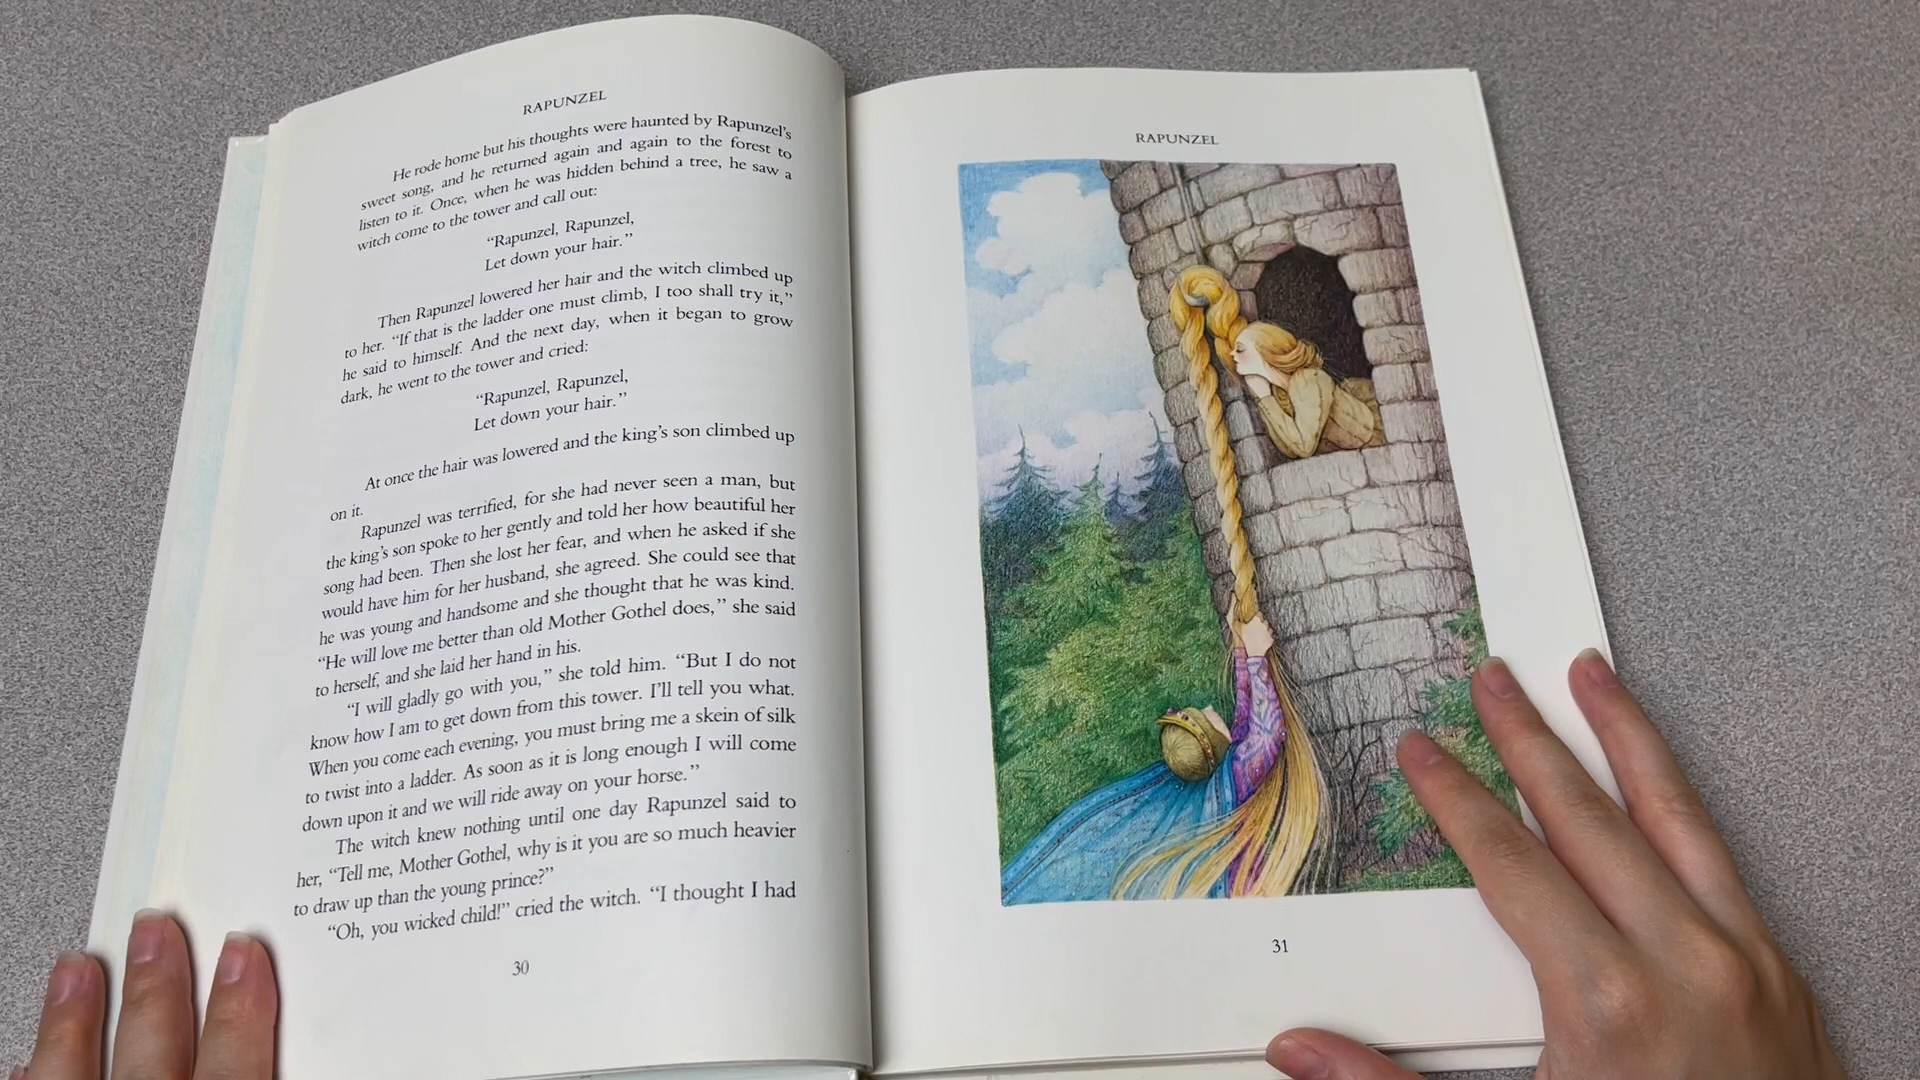 RAPUNZEL
He rode home but his thoughts were haunted by Rapunzel's
sweet song, and he returned again and again to the forest to
listen to it. Once, when he was hidden behind a tree, he saw a
witch come to the tower and call out:
“Rapunzel, Rapunzel,
Let down your hair.”
Then Rapunzel lowered her hair and the witch climbed up
to her. “If that is the ladder one must climb, I too shall try it,”
he said to himself. And the next day, when it began to grow
dark, he went to the tower and cried:
“Rapunzel, Rapunzel,
Let down your hair.”
At once the hair was lowered and the king's son climbed up
on it.
Rapunzel was terrified, for she had never seen a man, but
the king's son spoke to her gently and told her how beautiful her
song had been. Then she lost her fear, and when he asked if she
would have him for her husband, she agreed. She could see that
he was young and handsome and she thought that he was kind.
“He will love me better than old Mother Gothel does,” she said
to herself, and she laid her hand in his.
“I will gladly go with you,” she told him. “But I do not
know how I am to get down from this tower. I'll tell you what.
When you come each evening, you must bring me a skein of silk
to twist into a ladder. As soon as it is long enough I will come
down upon it and we will ride away on your horse.”
The witch knew nothing until one day Rapunzel said to
her, “Tell me, Mother Gothel, why is it you are so much heavier
to draw up than the young prince?”
“Oh, you wicked child!” cried the witch. “I thought I had
30
RAPUNZEL
31